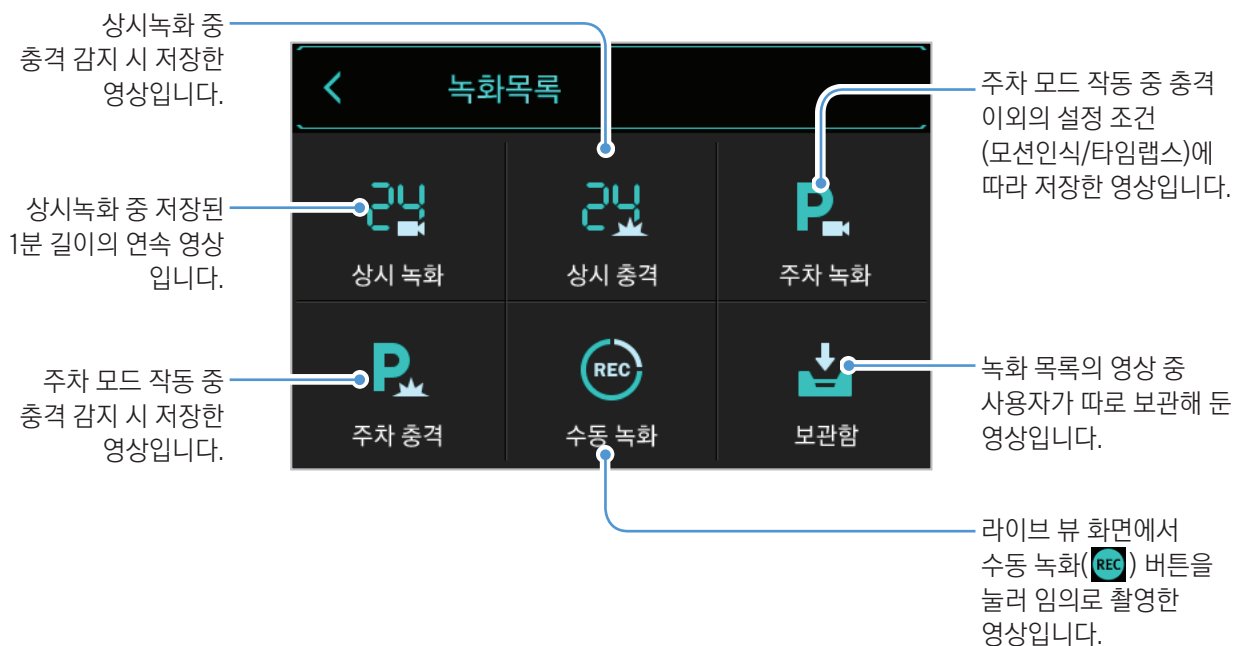 상시녹화 중
충격 감지 시 저장한
영상입니다.
녹화목록
주차 모드 작동 중 충격
이외의 설정 조건
(모션인식/타임랩스)에
따라 저장한 영상입니다.
상시녹화 중 저장된
1분 길이의 연속 영상
입니다.
24
24
P
상시 녹화
상시 충격
주차 녹화
주차 모드 작동 중
충격 감지 시 저장한
영상입니다.
P
REC
주차 충격
수동 녹화
보관함
녹화 목록의 영상 중
사용자가 따로 보관해 둔
영상입니다.
라이브 뷰 화면에서
수동 녹화(REC) 버튼을
눌러 임의로 촬영한
영상입니다.